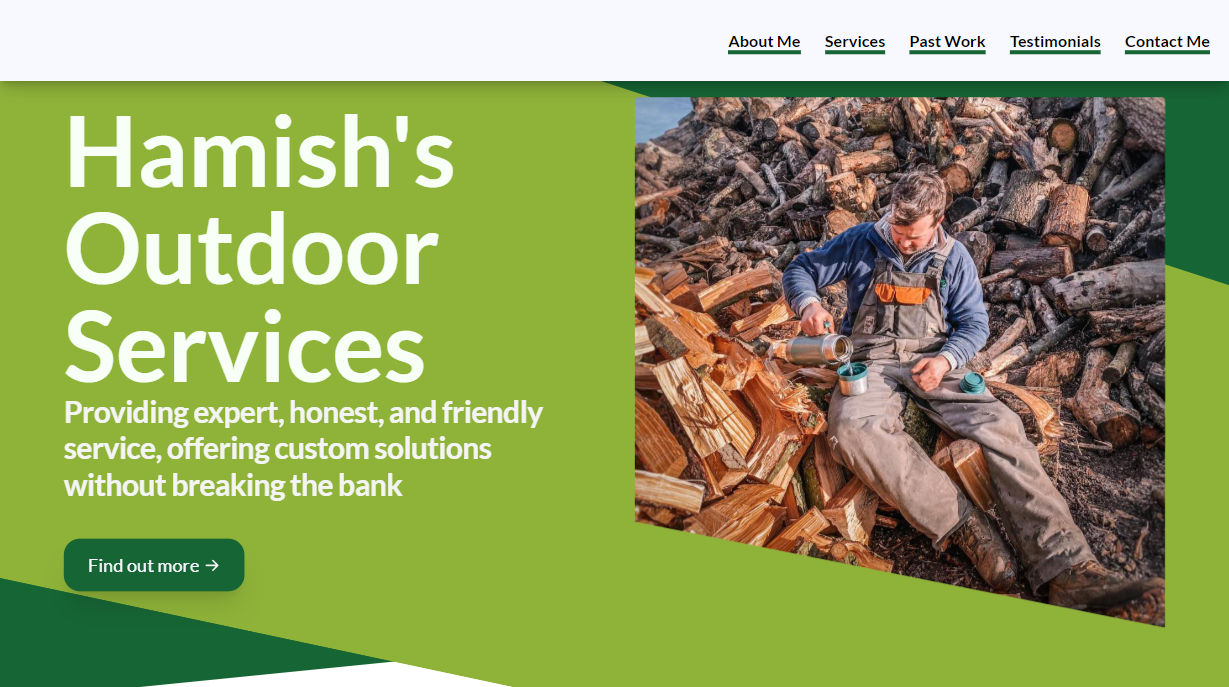 About Me Services Past Work Testimonials Contact Me
Hamish's
Outdoor
Services
Providing expert, honest, and friendly
service, offering custom solutions
without breaking the bank
Find out more →